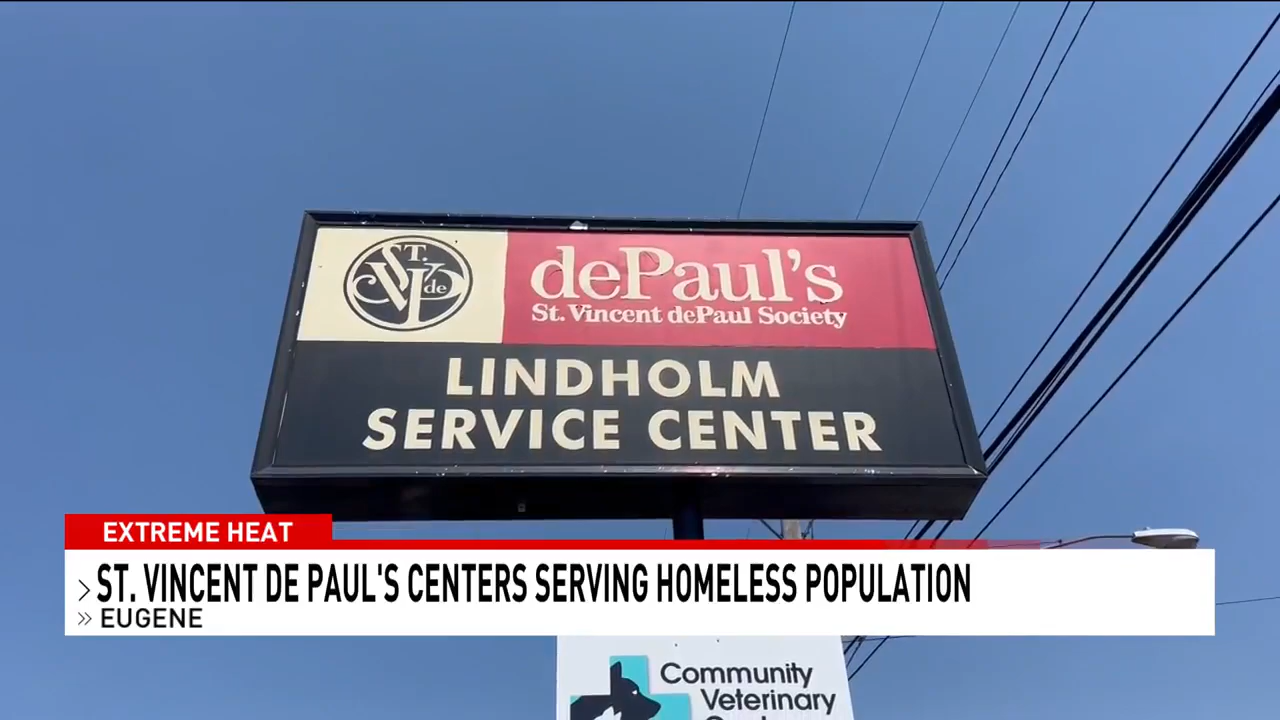 ST.
V de
dePaul's
St. Vincent dePaul Society
LINDHOLM
SERVICE CENTER
EXTREME HEAT
ST. VINCENT DE PAUL'S CENTERS SERVING HOMELESS POPULATION
EUGENE
Community
Veterinary